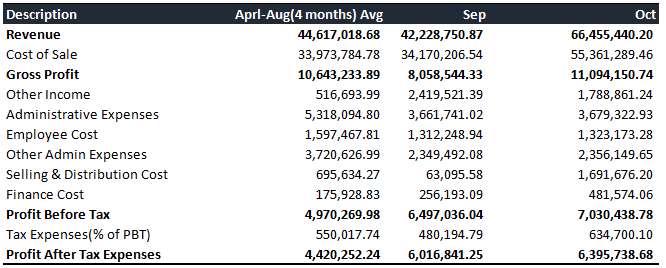 Description Aprl-Aug(4 months) Avg Sep Oct
Revenue 44,617,018.68 42,228,750.87 66,455,440.20
Cost of Sale 33,973,784.78 34,170,206.54 55,361,289.46
Gross Profit 10,643,233.89 8,058,544.33 11,094,150.74
Other Income 516,693.99 2,419,521.39 1,788,861.24
Administrative Expenses 5,318,094.80 3,661,741.02 3,679,322.93
Employee Cost 1,597,467.81 1,312,248.94 1,323,173.28
Other Admin Expenses 3,720,626.99 2,349,492.08 2,356,149.65
Selling & Distribution Cost 695,634.27 63,095.58 1,691,676.20
Finance Cost 175,928.83 256,193.09 481,574.06
Profit Before Tax 4,970,269.98 6,497,036.04 7,030,438.78
Tax Expenses(% of PBT) 550,017.74 480,194.79 634,700.10
Profit After Tax Expenses 4,420,252.24 6,016,841.25 6,395,738.68